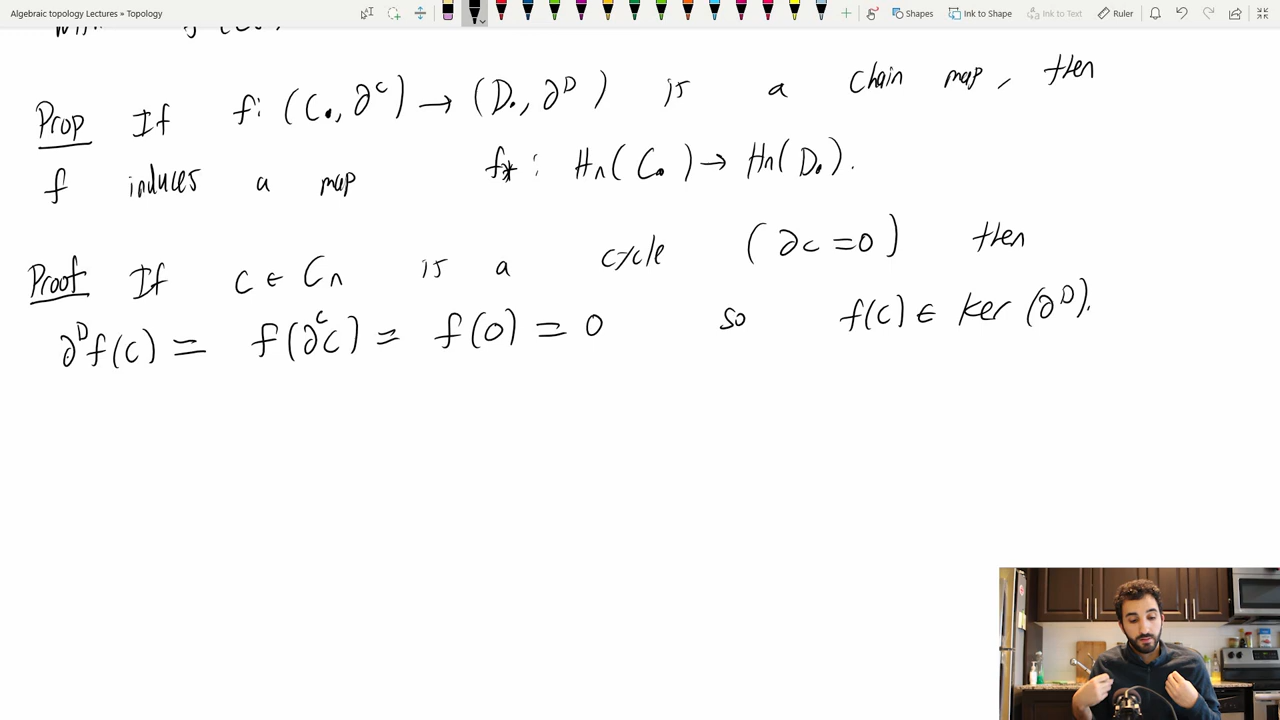 Algebraic topology Lectures » Topology
Shapes Ink to Shape Ink to Text Ruler
Prop If f: (C•, ∂^C) → (D•, ∂^D) is a chain map, then
f induces a map f_* : Hn(C•) → Hn(D•).
Proof If c ∈ Cn is a cycle (∂c = 0) then
∂^D f(c) = f(∂^C c) = f(0) = 0 so f(c) ∈ ker(∂^D).